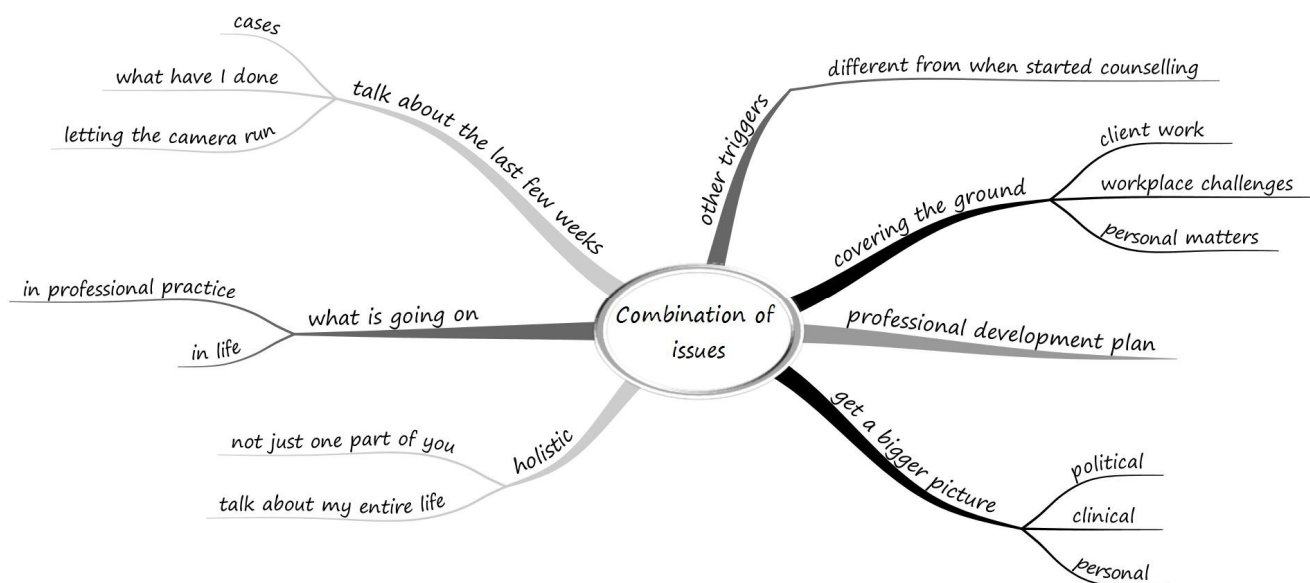 Combination of
issues
other triggers
different from when started counselling
covering the ground
client work
workplace challenges
personal matters
professional development plan
get a bigger picture
political
clinical
personal
holistic
not just one part of you
talk about my entire life
what is going on
in professional practice
in life
talk about the last few weeks
cases
what have I done
letting the camera run